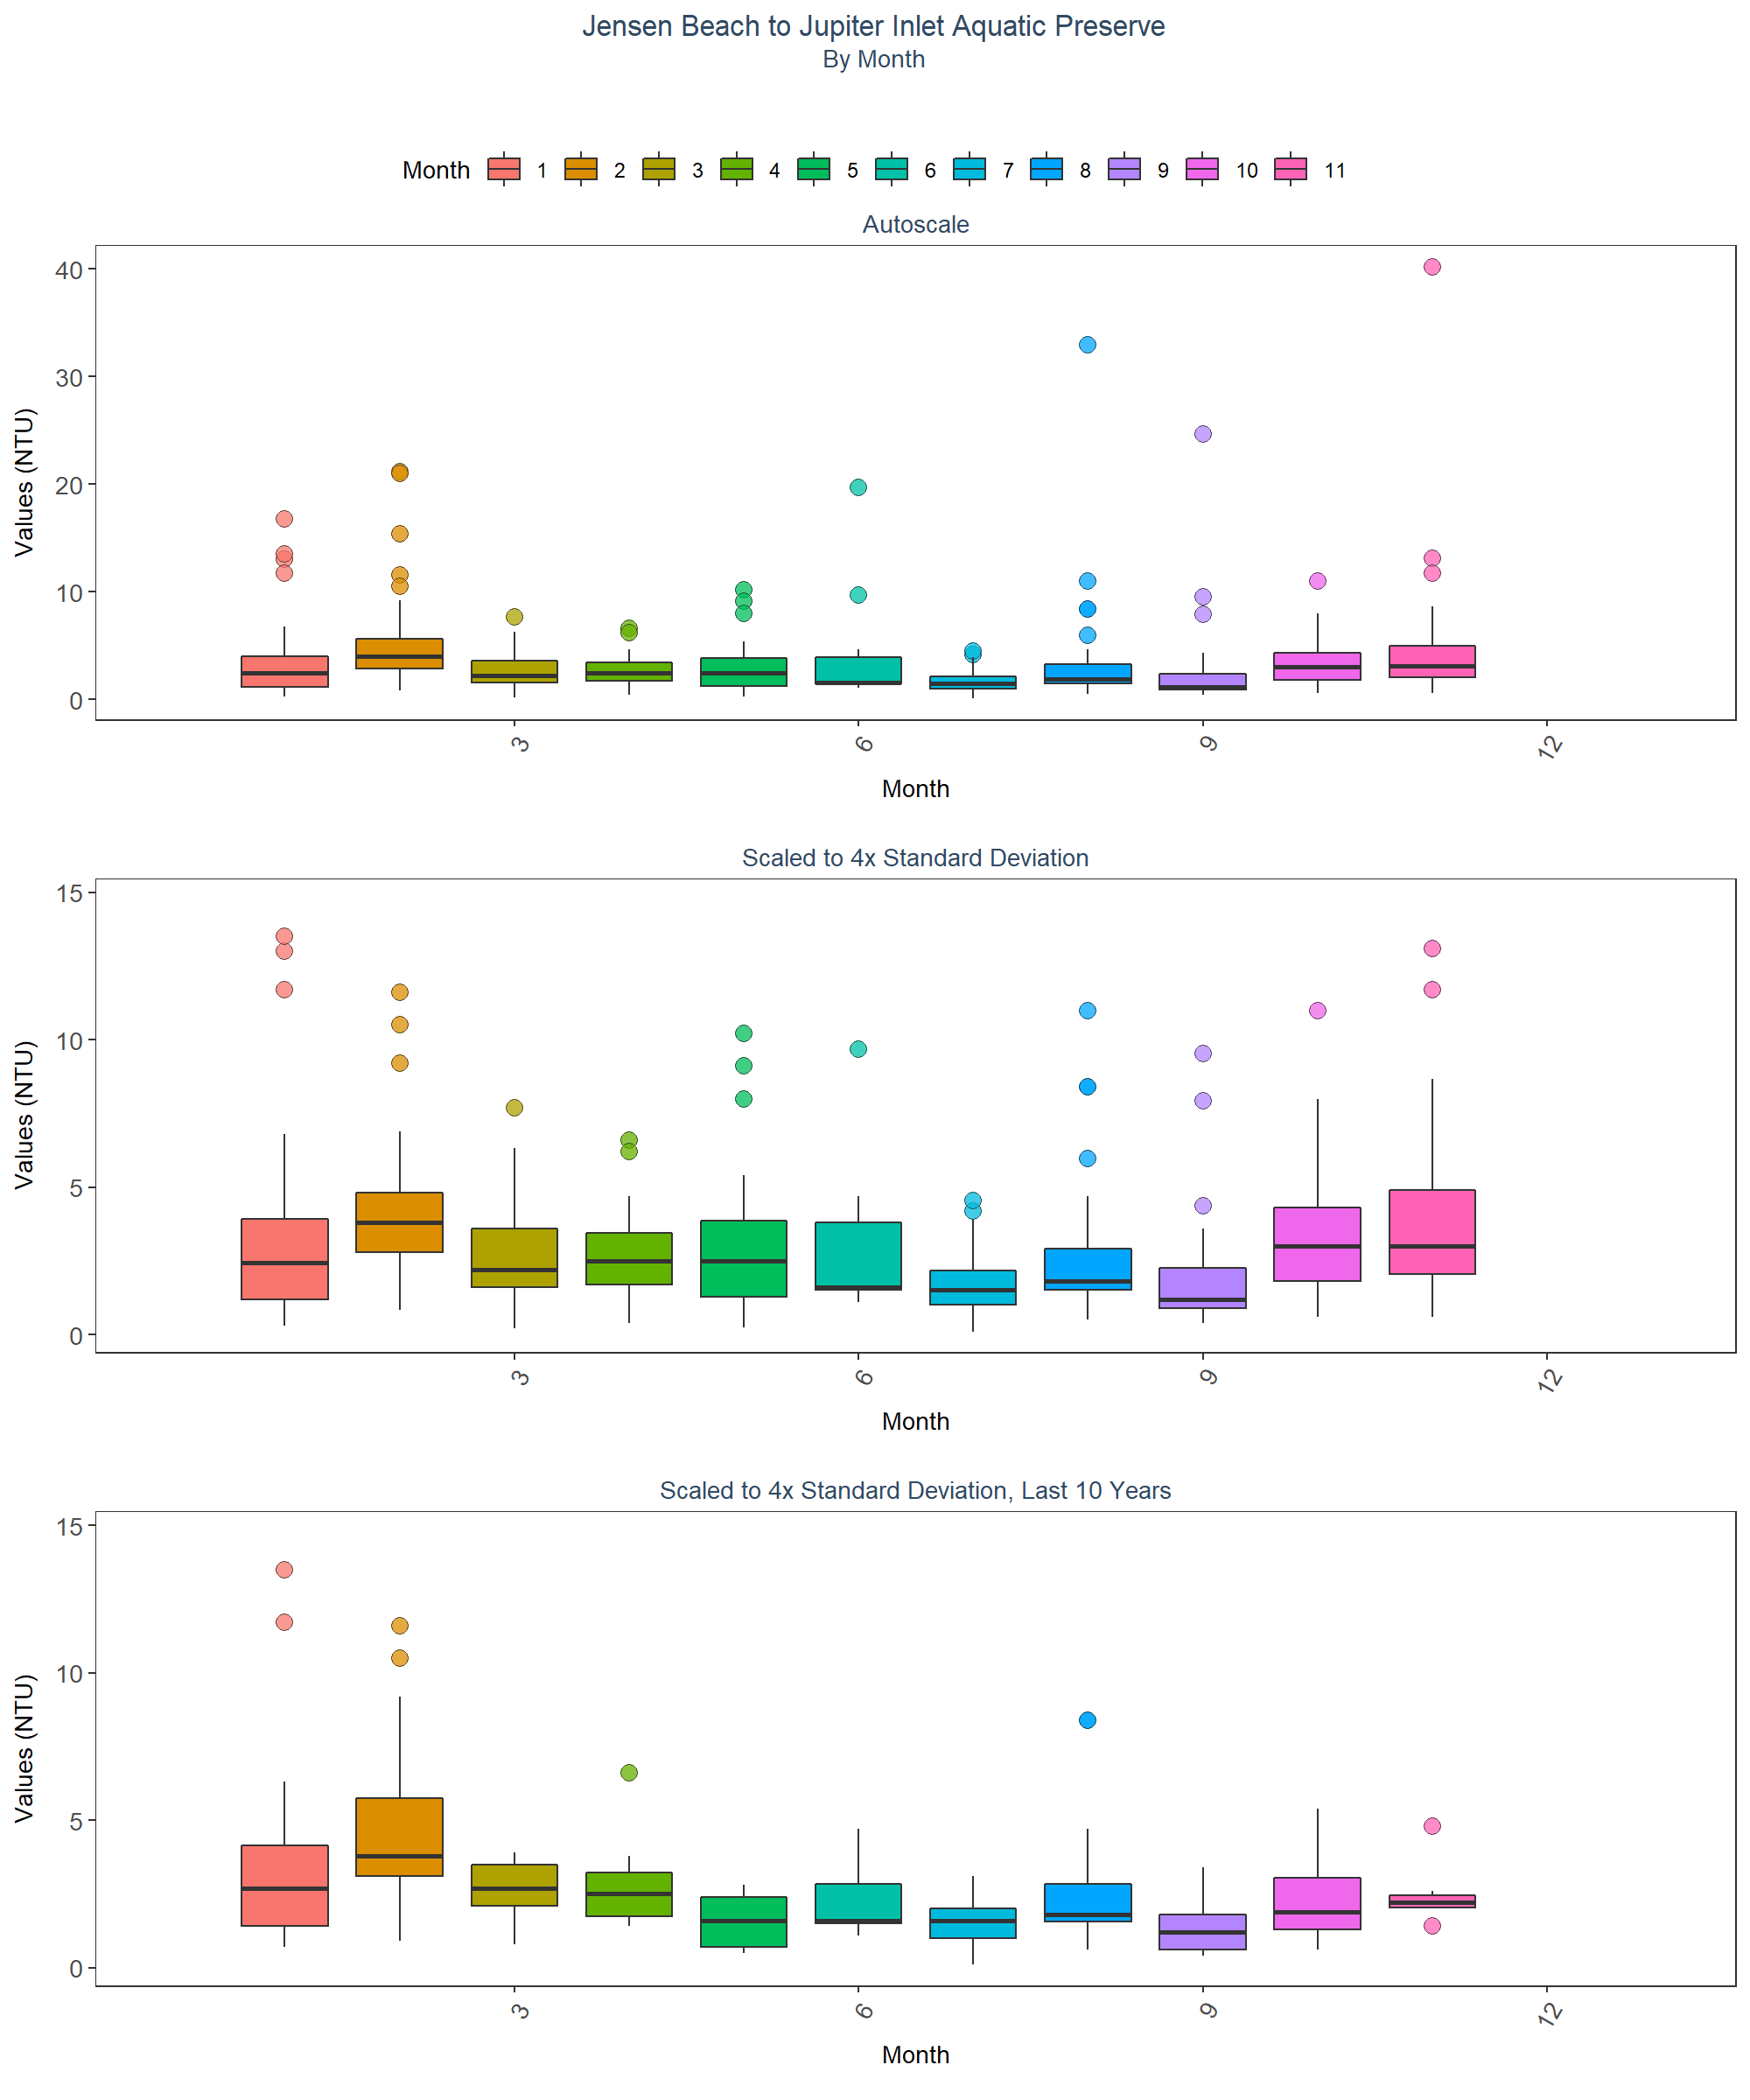 Jensen Beach to Jupiter Inlet Aquatic Preserve
By Month
Month 1 2 3 4 5 6 7 8 9 10 11
Autoscale
40
30
20
10
0
Values (NTU)
3 6 9 12
Month
Scaled to 4x Standard Deviation
15
10
5
0
Values (NTU)
3 6 9 12
Month
Scaled to 4x Standard Deviation, Last 10 Years
15
10
5
0
Values (NTU)
3 6 9 12
Month